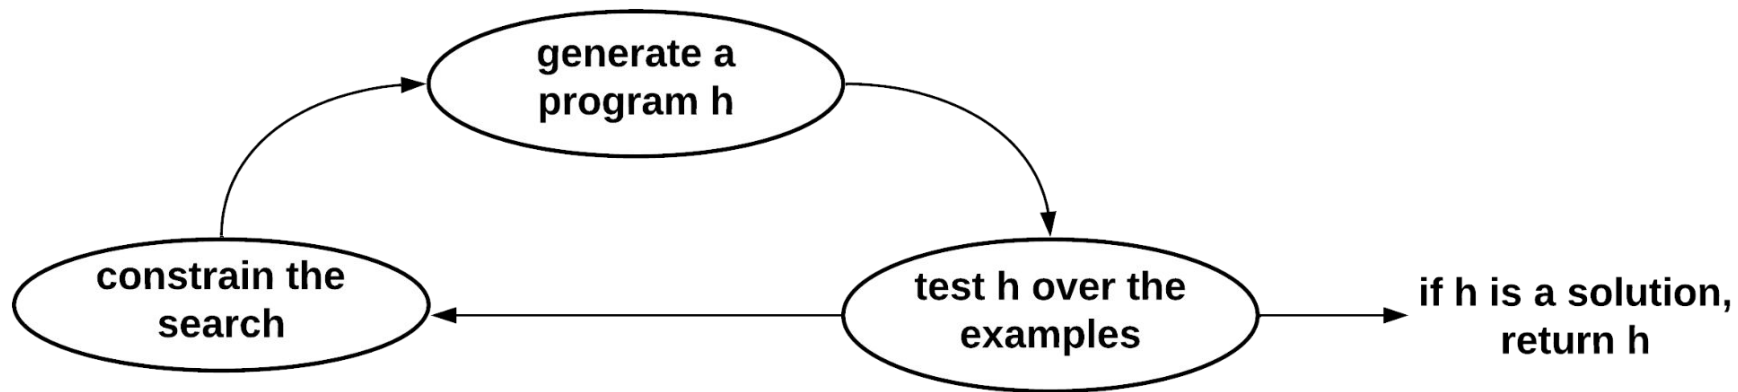 generate a
program h
constrain the
search
test h over the
examples
if h is a solution,
return h